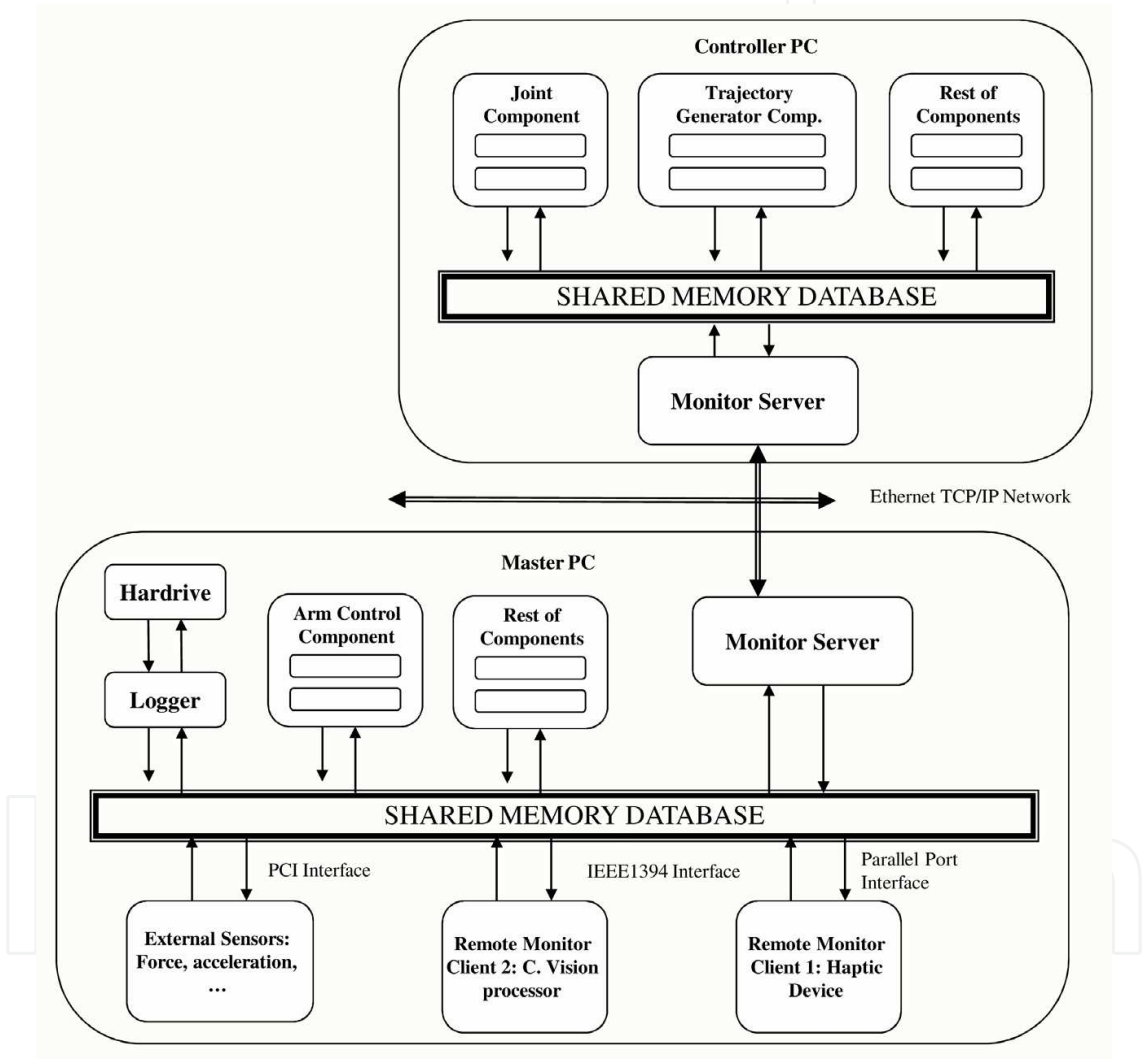 Controller PC
Joint
Component
Trajectory
Generator Comp.
Rest of
Components
SHARED MEMORY DATABASE
Monitor Server
Ethernet TCP/IP Network
Master PC
Hardrive
Logger
Arm Control
Component
Rest of
Components
Monitor Server
SHARED MEMORY DATABASE
PCI Interface
IEEE1394 Interface
Parallel Port
Interface
External Sensors:
Force, acceleration,
…
Remote Monitor
Client 2: C. Vision
processor
Remote Monitor
Client 1: Haptic
Device